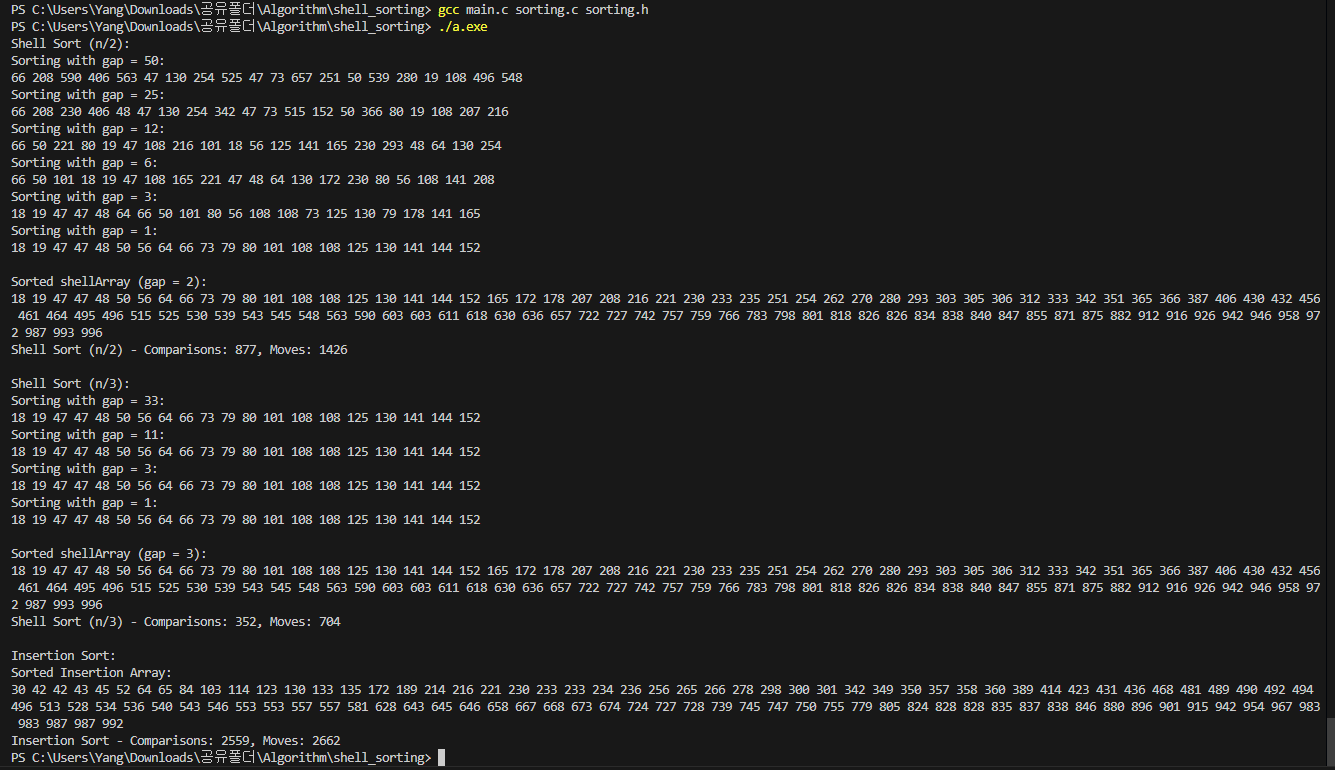 PS C:\Users\Yang\Downloads\공유폴더\Algorithm\shell_sorting> gcc main.c sorting.c sorting.h
PS C:\Users\Yang\Downloads\공유폴더\Algorithm\shell_sorting> ./a.exe
Shell Sort (n/2):
Sorting with gap = 50:
66 208 590 406 563 47 130 254 525 47 73 657 251 50 539 280 19 108 496 548
Sorting with gap = 25:
66 208 230 406 48 47 130 254 342 47 73 515 152 50 366 80 19 108 207 216
Sorting with gap = 12:
66 50 221 80 19 47 108 216 101 18 56 125 141 165 230 293 48 64 130 254
Sorting with gap = 6:
66 50 101 18 19 47 108 165 221 47 48 64 130 172 230 80 56 108 141 208
Sorting with gap = 3:
18 19 47 47 48 64 66 50 101 80 56 108 108 73 125 130 79 178 141 165
Sorting with gap = 1:
18 19 47 47 48 50 56 64 66 73 79 80 101 108 108 125 130 141 144 152
Sorted shellArray (gap = 2):
18 19 47 47 48 50 56 64 66 73 79 80 101 108 108 125 130 141 144 152 165 172 178 207 208 216 221 230 233 235 251 254 262 270 280 293 303 305 306 312 333 342 351 365 366 387 406 430 432 456
461 464 495 496 515 525 530 539 543 545 548 563 590 603 603 611 618 630 636 657 722 727 742 757 759 766 783 798 801 818 826 826 834 838 840 847 855 871 875 882 912 916 926 942 946 958 97
2 987 993 996
Shell Sort (n/2) - Comparisons: 877, Moves: 1426
Shell Sort (n/3):
Sorting with gap = 33:
18 19 47 47 48 50 56 64 66 73 79 80 101 108 108 125 130 141 144 152
Sorting with gap = 11:
18 19 47 47 48 50 56 64 66 73 79 80 101 108 108 125 130 141 144 152
Sorting with gap = 3:
18 19 47 47 48 50 56 64 66 73 79 80 101 108 108 125 130 141 144 152
Sorting with gap = 1:
18 19 47 47 48 50 56 64 66 73 79 80 101 108 108 125 130 141 144 152
Sorted shellArray (gap = 3):
18 19 47 47 48 50 56 64 66 73 79 80 101 108 108 125 130 141 144 152 165 172 178 207 208 216 221 230 233 235 251 254 262 270 280 293 303 305 306 312 333 342 351 365 366 387 406 430 432 456
461 464 495 496 515 525 530 539 543 545 548 563 590 603 603 611 618 630 636 657 722 727 742 757 759 766 783 798 801 818 826 826 834 838 840 847 855 871 875 882 912 916 926 942 946 958 97
2 987 993 996
Shell Sort (n/3) - Comparisons: 352, Moves: 704
Insertion Sort:
Sorted Insertion Array:
30 42 42 43 45 52 64 65 84 103 114 123 130 133 135 172 189 214 216 221 230 233 233 234 236 256 265 266 278 298 300 301 342 349 350 357 358 360 389 414 423 431 436 468 481 489 490 492 494
496 513 528 534 536 540 543 546 553 553 557 557 581 628 643 645 646 658 667 668 673 674 724 727 728 739 745 747 750 755 779 805 824 828 828 835 837 838 846 880 896 901 915 942 954 967 983
983 987 987 992
Insertion Sort - Comparisons: 2559, Moves: 2662
PS C:\Users\Yang\Downloads\공유폴더\Algorithm\shell_sorting>